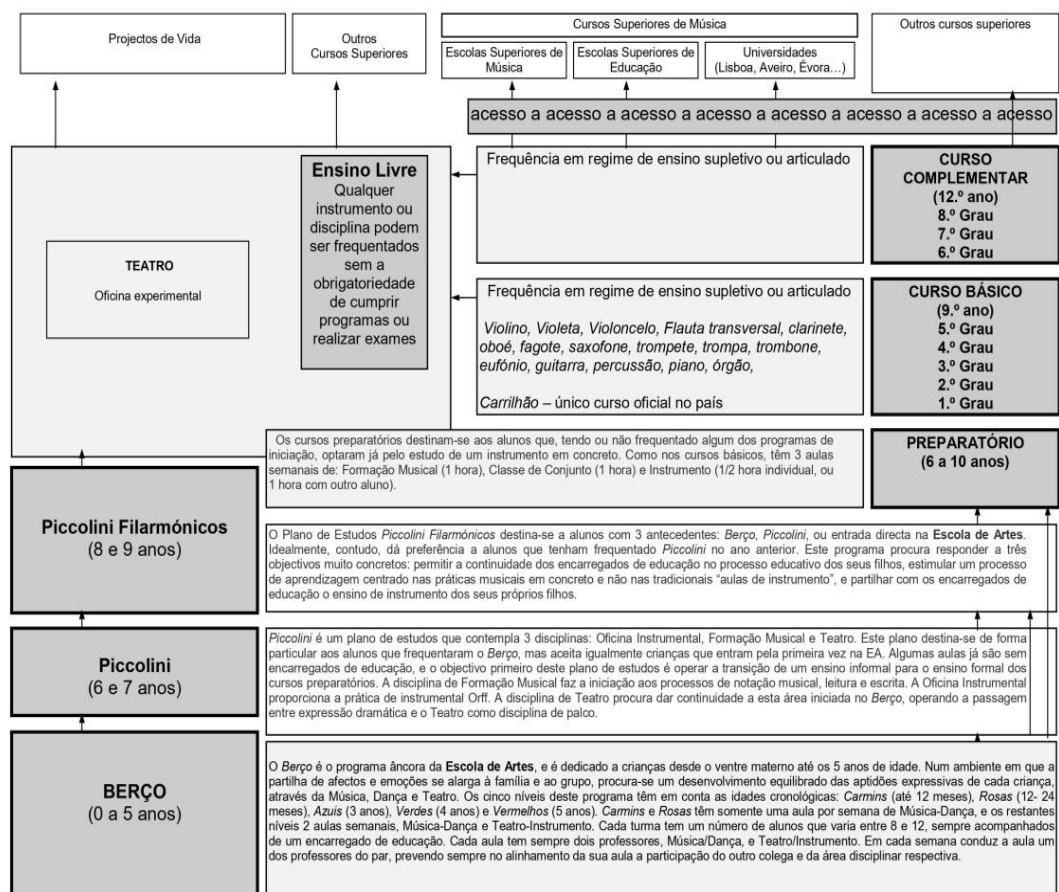 Projectos de Vida
Outros
Cursos Superiores
Cursos Superiores de Música
Escolas Superiores de
Música
Escolas Superiores de
Educação
Universidades
(Lisboa, Aveiro, Évora…)
Outros cursos superiores
acesso a acesso a acesso a acesso a acesso a acesso a acesso a acesso
Ensino Livre
Qualquer
instrumento ou
disciplina podem
ser frequentados
sem a
obrigatoriedade
de cumprir
programas ou
realizar exames
TEATRO
Oficina experimental
Frequência em regime de ensino supletivo ou articulado
CURSO
COMPLEMENTAR
(12.º ano)
8.º Grau
7.º Grau
6.º Grau
Frequência em regime de ensino supletivo ou articulado
Violino, Violeta, Violoncelo, Flauta transversal, clarinete,
oboé, fagote, saxofone, trompete, trompa, trombone,
eufónio, guitarra, percussão, piano, órgão,
Carrilhão – único curso oficial no país
CURSO BÁSICO
(9.º ano)
5.º Grau
4.º Grau
3.º Grau
2.º Grau
1.º Grau
Os cursos preparatórios destinam-se aos alunos que, tendo ou não frequentado algum dos programas de
iniciação, optaram já pelo estudo de um instrumento em concreto. Como nos cursos básicos, têm 3 aulas
semanais de: Formação Musical (1 hora), Classe de Conjunto (1 hora) e Instrumento (1/2 hora individual, ou
1 hora com outro aluno).
PREPARATÓRIO
(6 a 10 anos)
Piccolini Filarmónicos
(8 e 9 anos)
O Plano de Estudos Piccolini Filarmónicos destina-se a alunos com 3 antecedentes: Berço, Piccolini, ou entrada directa na Escola de Artes.
Idealmente, contudo, dá preferência a alunos que tenham frequentado Piccolini no ano anterior. Este programa procura responder a três
objectivos muito concretos: permitir a continuidade dos encarregados de educação no processo educativo dos seus filhos, estimular um processo
de aprendizagem centrado nas práticas musicais em concreto e não nas tradicionais “aulas de instrumento”, e partilhar com os encarregados de
educação o ensino de instrumento dos seus próprios filhos.
Piccolini
(6 e 7 anos)
Piccolini é um plano de estudos que contempla 3 disciplinas: Oficina Instrumental, Formação Musical e Teatro. Este plano destina-se de forma
particular aos alunos que frequentaram o Berço, mas aceita igualmente crianças que entram pela primeira vez na EA. Algumas aulas já são sem
encarregados de educação, e o objectivo primeiro deste plano de estudos é operar a transição de um ensino informal para o ensino formal dos
cursos preparatórios. A disciplina de Formação Musical faz a iniciação aos processos de notação musical, leitura e escrita. A Oficina Instrumental
proporciona a prática de instrumental Orff. A disciplina de Teatro procura dar continuidade a esta área iniciada no Berço, operando a passagem
entre expressão dramática e o Teatro como disciplina de palco.
BERÇO
(0 a 5 anos)
O Berço é o programa âncora da Escola de Artes, e é dedicado a crianças desde o ventre materno até os 5 anos de idade. Num ambiente em que a
partilha de afectos e emoções se alarga à família e ao grupo, procura-se um desenvolvimento equilibrado das aptidões expressivas de cada criança,
através da Música, Dança e Teatro. Os cinco níveis deste programa têm em conta as idades cronológicas: Carmins (até 12 meses), Rosas (12- 24
meses), Azuis (3 anos), Verdes (4 anos) e Vermelhos (5 anos). Carmins e Rosas têm somente uma aula por semana de Música-Dança, e os restantes
níveis 2 aulas semanais, Música-Dança e Teatro-Instrumento. Cada turma tem um número de alunos que varia entre 8 e 12, sempre acompanhados
de um encarregado de educação. Cada aula tem sempre dois professores, Música/Dança, e Teatro/Instrumento. Em cada semana conduz a aula um
dos professores do par, prevendo sempre no alinhamento da sua aula a participação do outro colega e da área disciplinar respectiva.